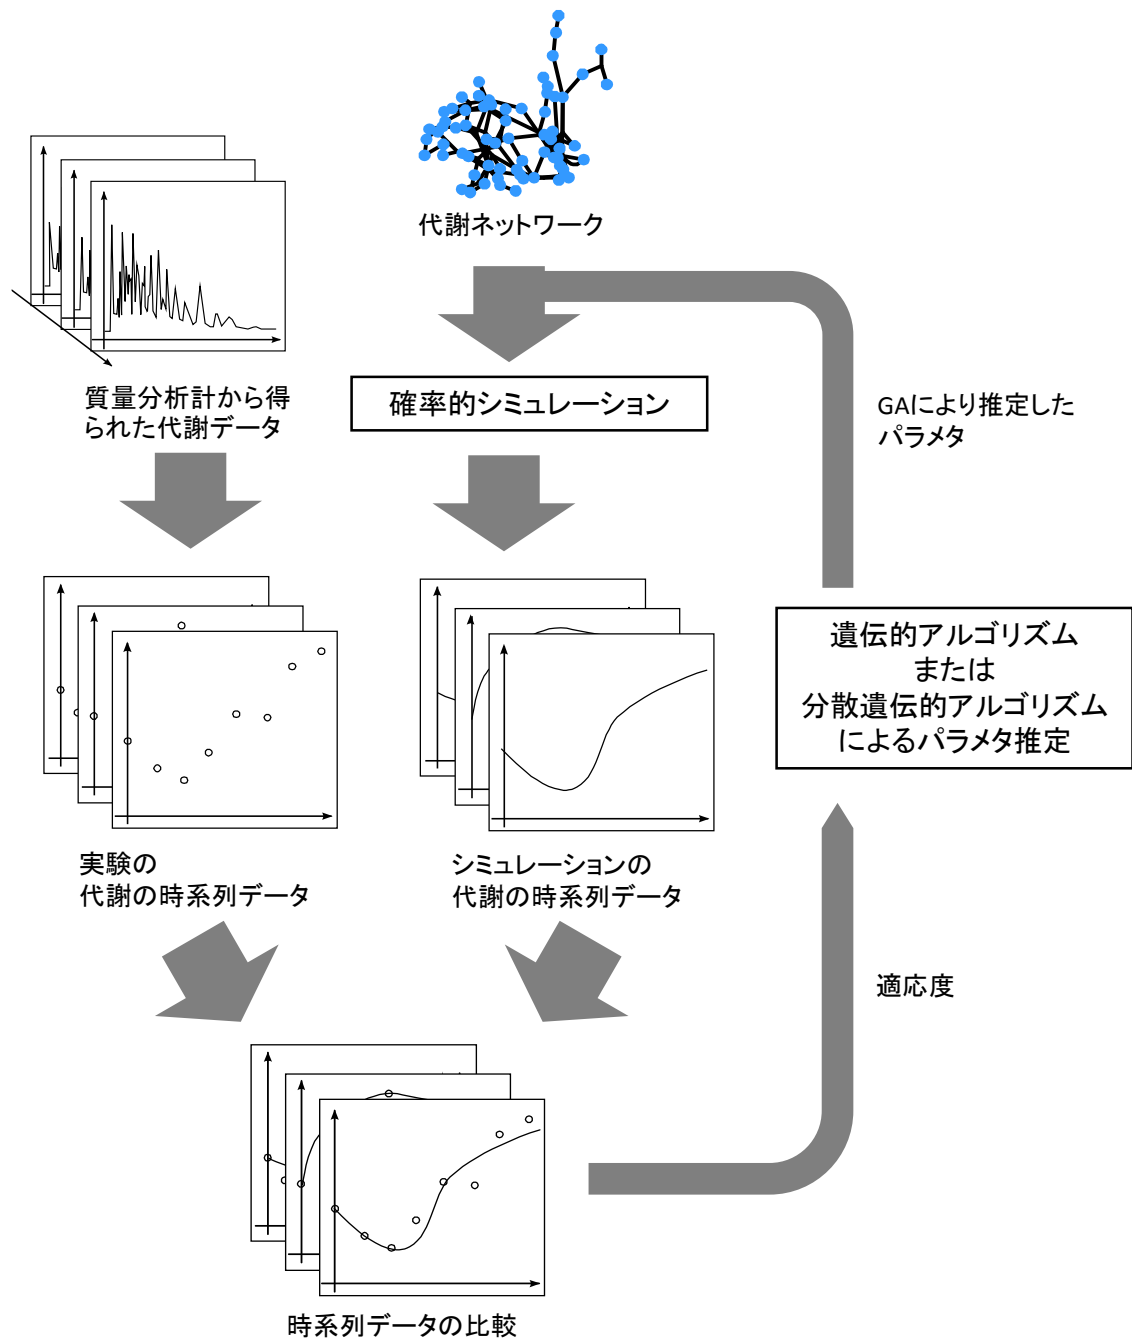 代謝ネットワーク
質量分析計から得
られた代謝データ
確率的シミュレーション
GAにより推定した
パラメタ
遺伝的アルゴリズム
または
分散遺伝的アルゴリズム
によるパラメタ推定
実験の
代謝の時系列データ
シミュレーションの
代謝の時系列データ
適応度
時系列データの比較